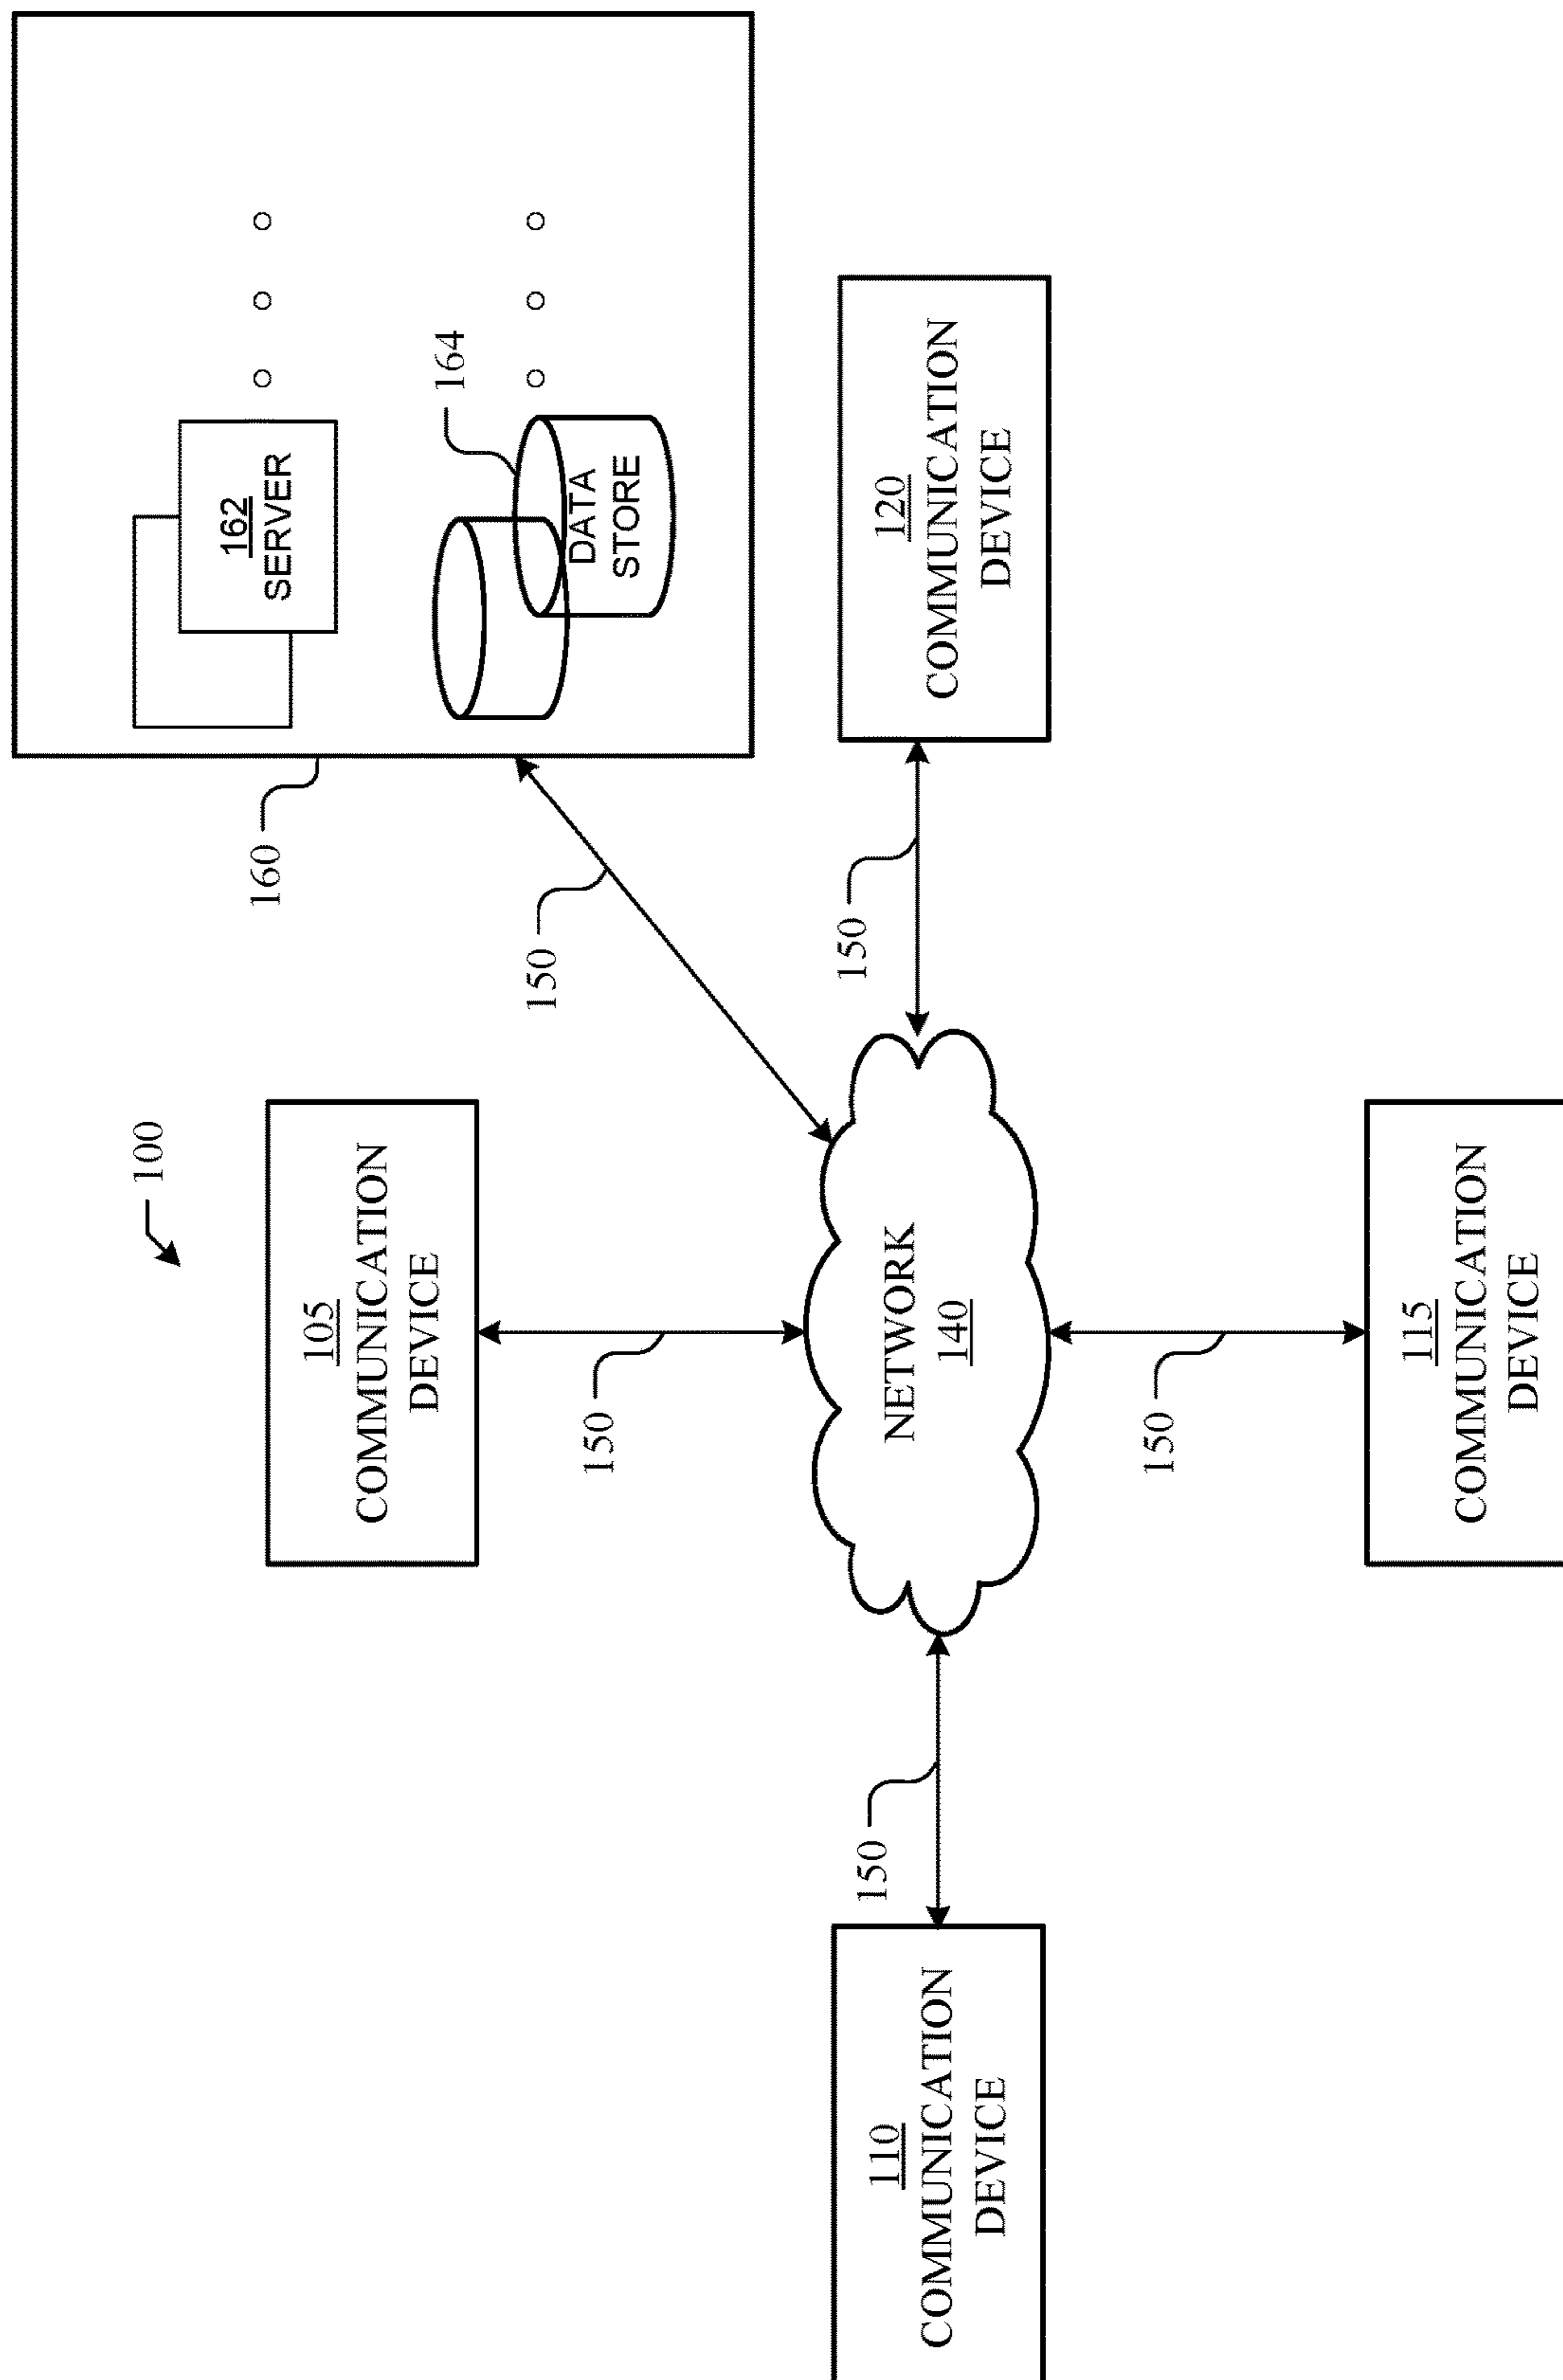 100
160
162
SERVER
164
DATA
STORE
105
COMMUNICATION
DEVICE
150
150
110
COMMUNICATION
DEVICE
150
NETWORK
140
150
120
COMMUNICATION
DEVICE
150
115
COMMUNICATION
DEVICE